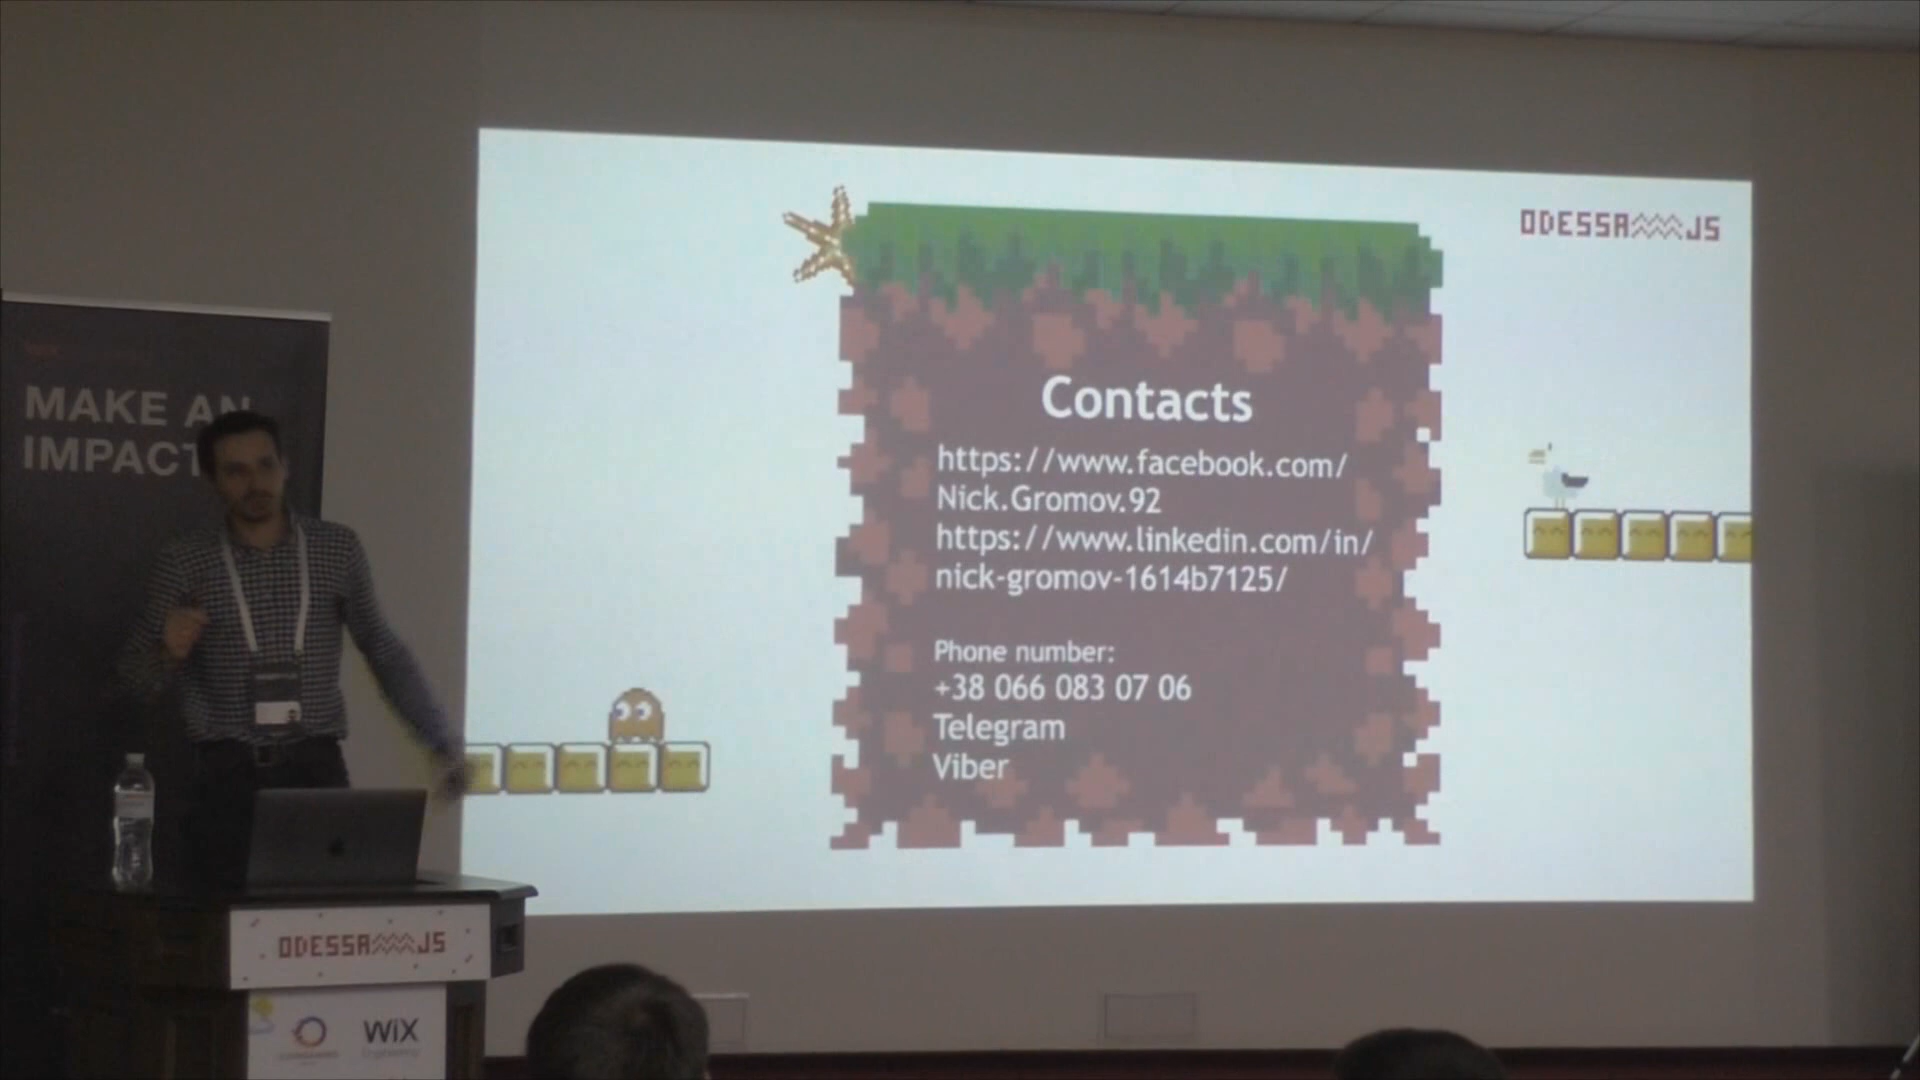 MAKE AN
IMPACT
ODESSA JS
Contacts
https://www.facebook.com/
Nick.Gromov.92
https://www.linkedin.com/in/
nick-gromov-1614b7125/
Phone number:
+38 066 083 07 06
Telegram
Viber
ODESSA JS
WIX
Engineering